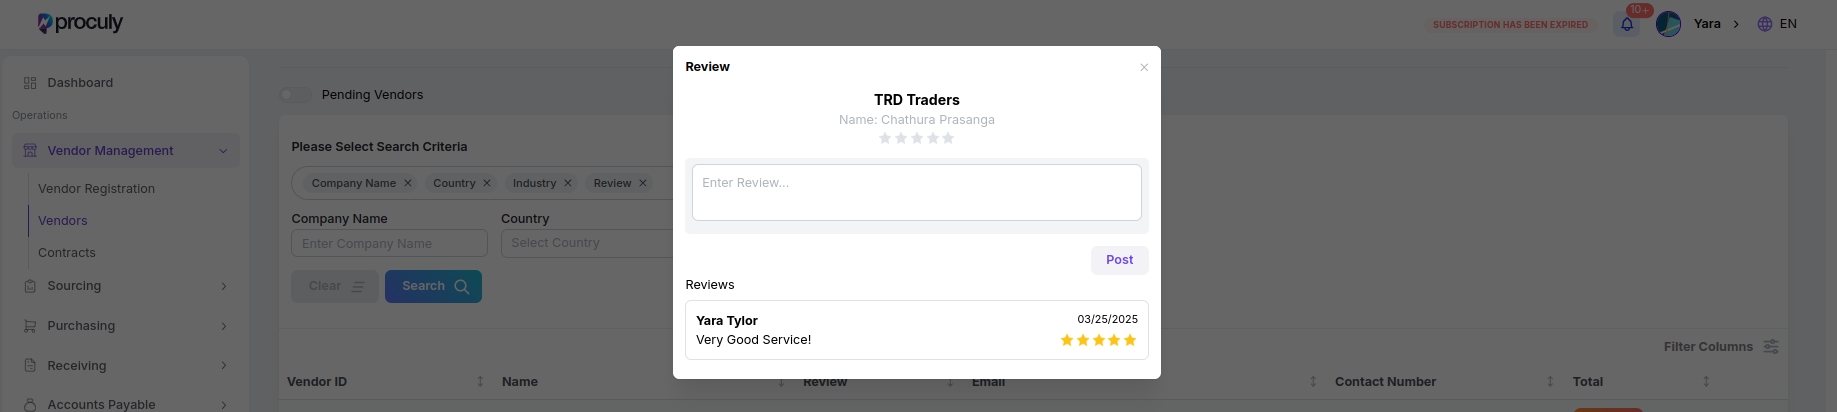 proculy
SUBSCRIPTION HAS BEEN EXPIRED
10+
Yara
EN
Dashboard
Operations
Vendor Management
Vendor Registration
Vendors
Contracts
Sourcing
Purchasing
Receiving
Accounts Payable
Pending Vendors
Please Select Search Criteria
Company Name
Country
Industry
Review
Company Name
Country
Enter Company Name
Select Country
Clear
Search
Filter Columns
Vendor ID
Name
Review
Email
Contact Number
Total
Review
TRD Traders
Name: Chathura Prasanga
Enter Review...
Post
Reviews
Yara Tylor
03/25/2025
Very Good Service!